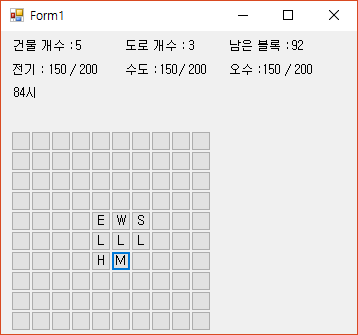 Form1
건물 개수 :5 도로 개수 : 3 남은 블록 :92
전기 : 150 / 200 수도 : 150/ 200 오수 :150/ 200
84시
E W S
L L L
H M